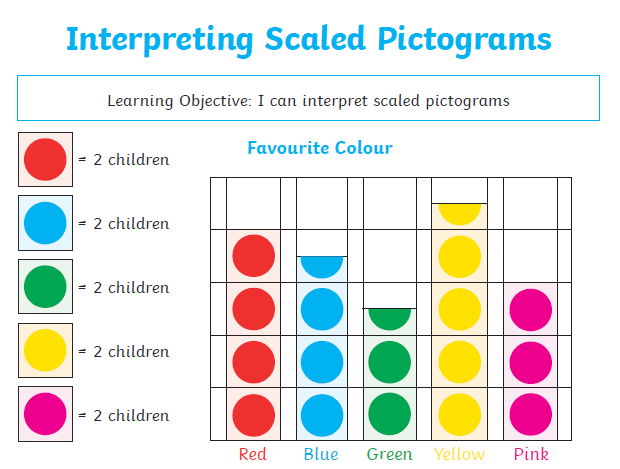 Interpreting Scaled Pictograms
Learning Objective: I can interpret scaled pictograms
= 2 children
= 2 children
= 2 children
= 2 children
= 2 children
Favourite Colour
Red Blue Green Yellow Pink